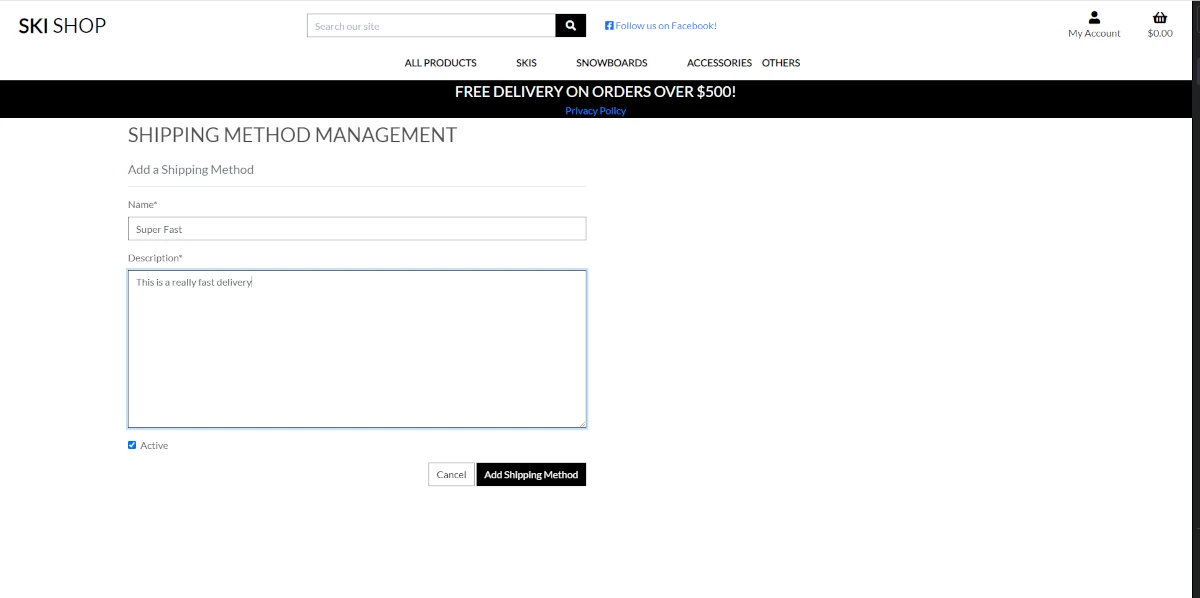 SKI SHOP
Search our site
Follow us on Facebook!
My Account
$0.00
ALL PRODUCTS SKIS SNOWBOARDS ACCESSORIES OTHERS
FREE DELIVERY ON ORDERS OVER $500!
Privacy Policy
SHIPPING METHOD MANAGEMENT
Add a Shipping Method
Name*
Super Fast
Description*
This is a really fast delivery
Active
Cancel Add Shipping Method